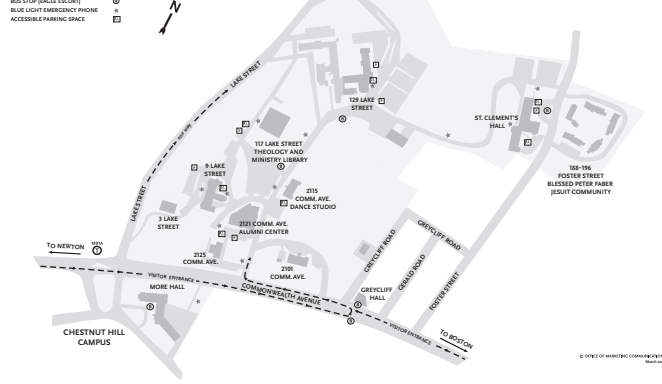 BUS STOP (EAGLE ESCORT)
BLUE LIGHT EMERGENCY PHONE
ACCESSIBLE PARKING SPACE
N
LAKE STREET
129 LAKE
STREET
ST. CLEMENT'S
HALL
117 LAKE STREET
THEOLOGY AND
MINISTRY LIBRARY
188-196
FOSTER STREET
BLESSED PETER FABER
JESUIT COMMUNITY
9 LAKE
STREET
2115
COMM. AVE.
DANCE STUDIO
LAKE STREET
3 LAKE
STREET
2121 COMM. AVE.
ALUMNI CENTER
GREYCLIFF ROAD
TO NEWTON
MBTA
T
2125
COMM. AVE.
2101
COMM. AVE.
GREYCLIFF ROAD
GERALD ROAD
FOSTER STREET
VISITOR ENTRANCE
MORE HALL
COMMONWEALTH AVENUE
GREYCLIFF
HALL
VISITOR ENTRANCE
TO BOSTON
CHESTNUT HILL
CAMPUS
© OFFICE OF MARKETING COMMUNICATIO